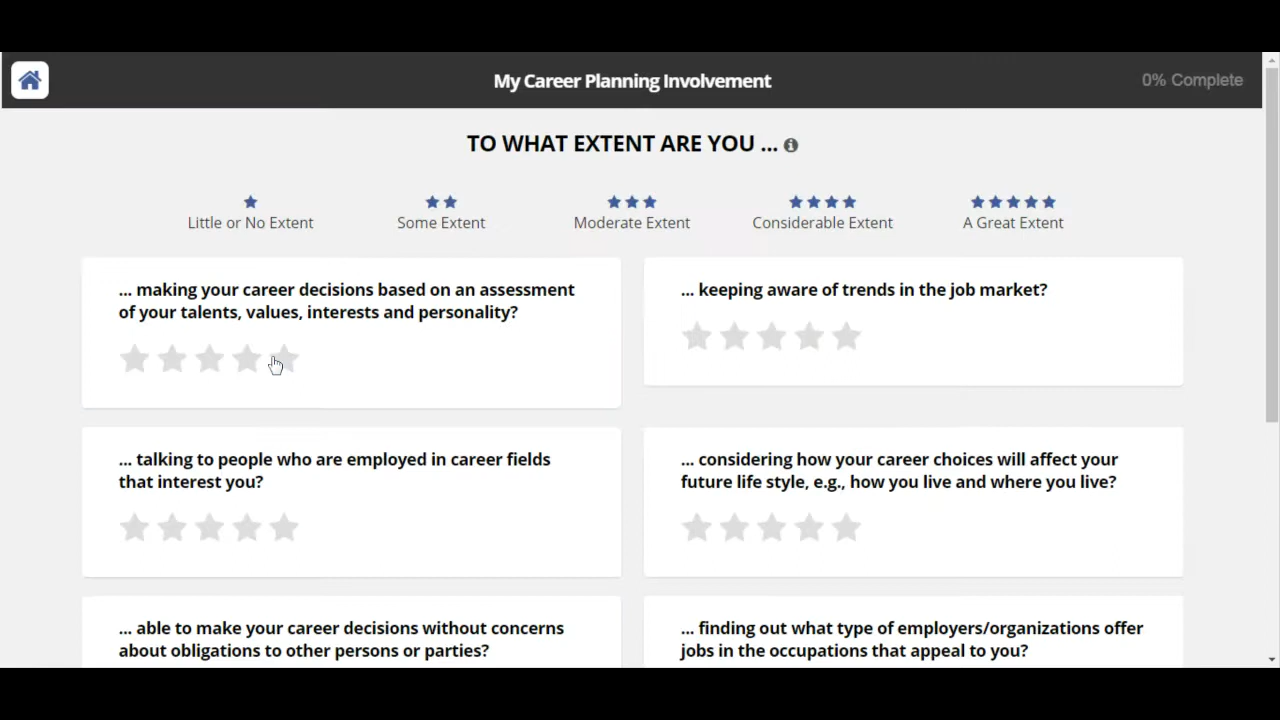 My Career Planning Involvement
0% Complete
TO WHAT EXTENT ARE YOU ...
Little or No Extent
Some Extent
Moderate Extent
Considerable Extent
A Great Extent
... making your career decisions based on an assessment
of your talents, values, interests and personality?
... keeping aware of trends in the job market?
... talking to people who are employed in career fields
that interest you?
... considering how your career choices will affect your
future life style, e.g., how you live and where you live?
... able to make your career decisions without concerns
about obligations to other persons or parties?
... finding out what type of employers/organizations offer
jobs in the occupations that appeal to you?